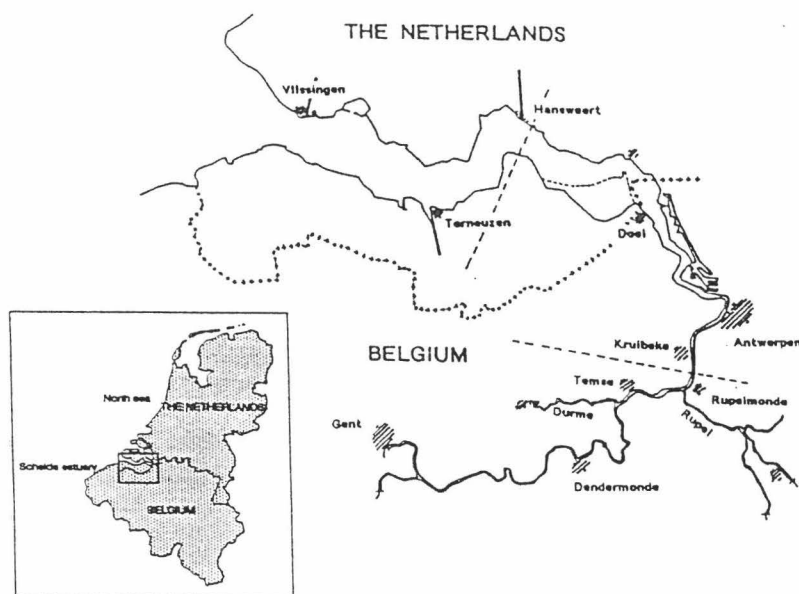 THE NETHERLANDS
Vlissingen
Hansweert
Terneuzen
Doel
Antwerpen
Kruibeke
BELGIUM
Temse
Rupelmonde
Durme
Rupel
Gent
Dendermonde
North sea
THE NETHERLANDS
Schelde estuary
BELGIUM